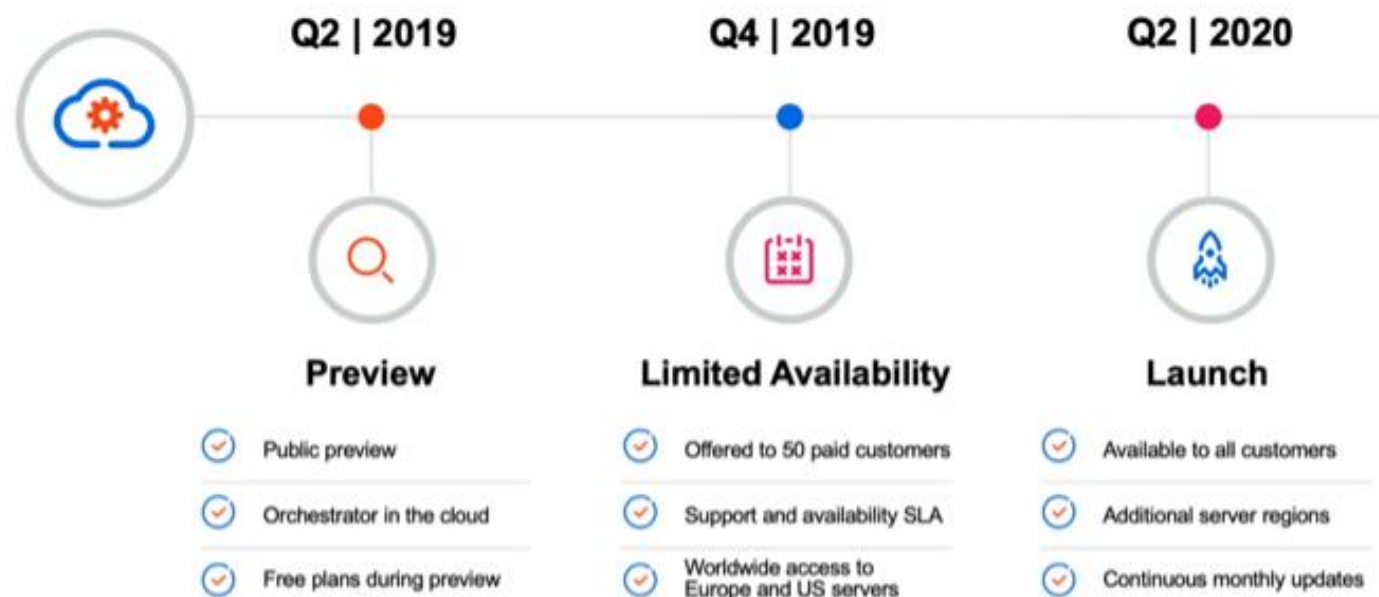 Q2 | 2019
Q4 | 2019
Q2 | 2020
Preview
Limited Availability
Launch
Public preview
Orchestrator in the cloud
Free plans during preview
Offered to 50 paid customers
Support and availability SLA
Worldwide access to
Europe and US servers
Available to all customers
Additional server regions
Continuous monthly updates